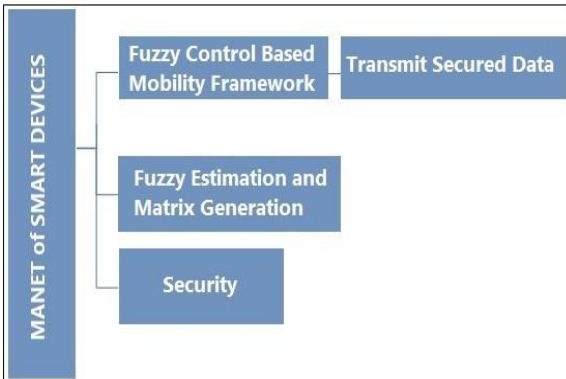 MANET of SMART DEVICES
Fuzzy Control Based
Mobility Framework
Transmit Secured Data
Fuzzy Estimation and
Matrix Generation
Security